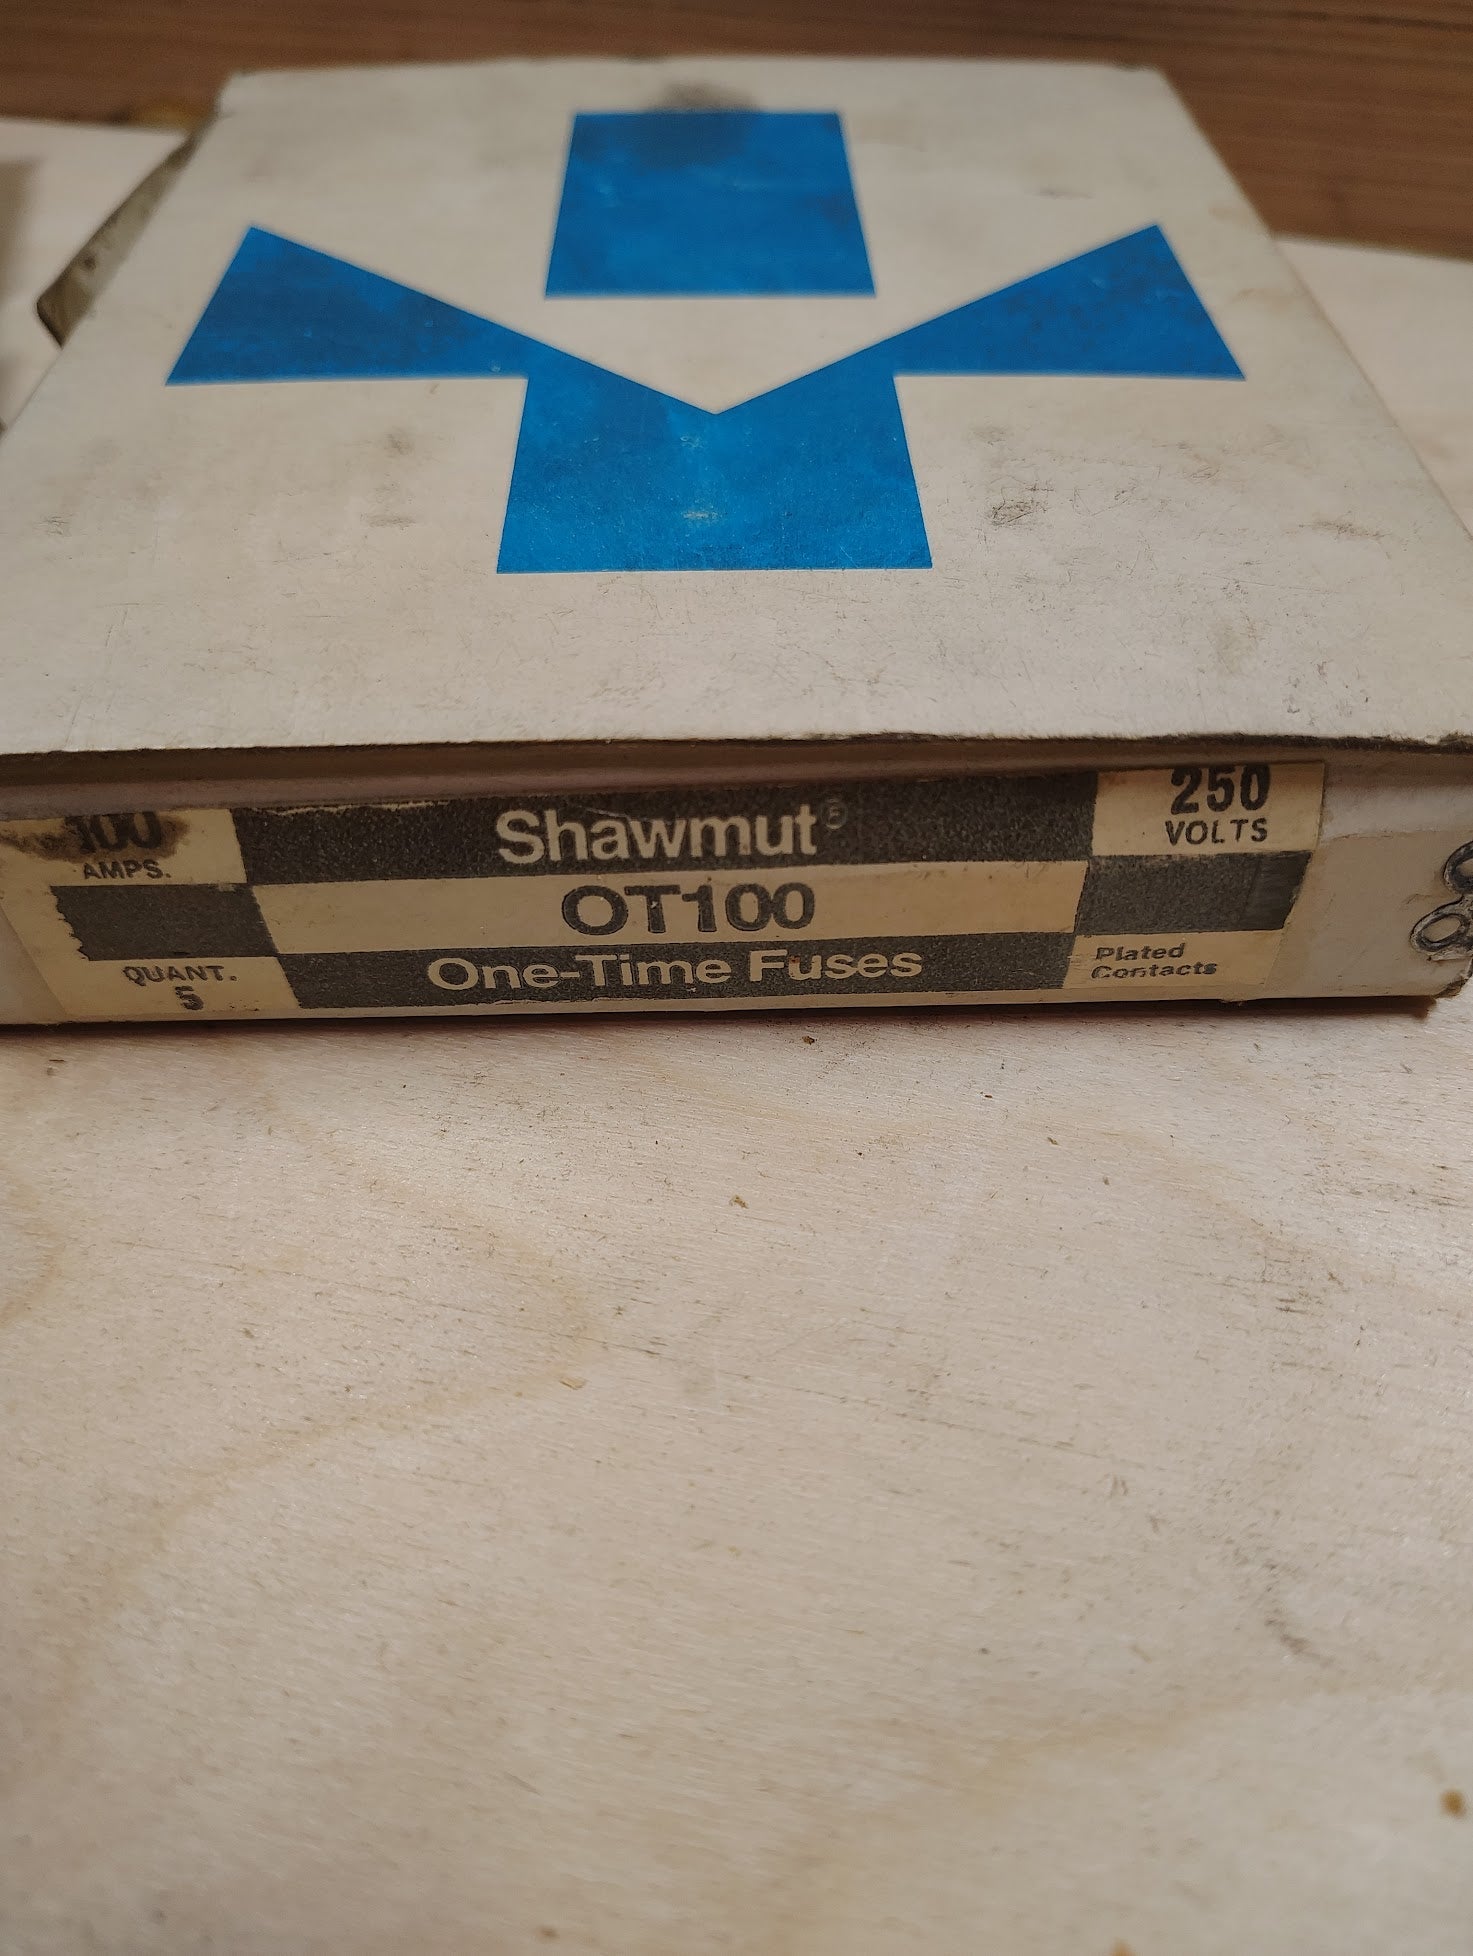 100
AMPS.
QUANT.
5
Shawmut®
OT100
One-Time Fuses
250
VOLTS
Plated
Contacts